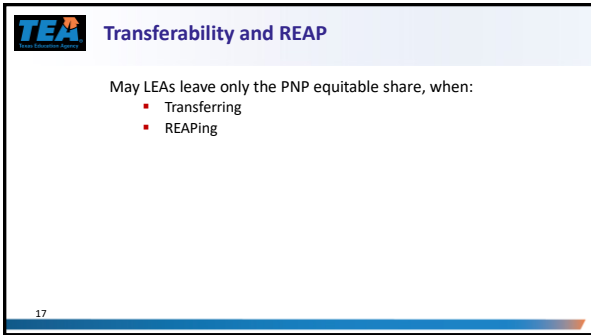 TEA
Texas Education Agency
Transferability and REAP
May LEAs leave only the PNP equitable share, when:
▪ Transferring
▪ REAPing
17